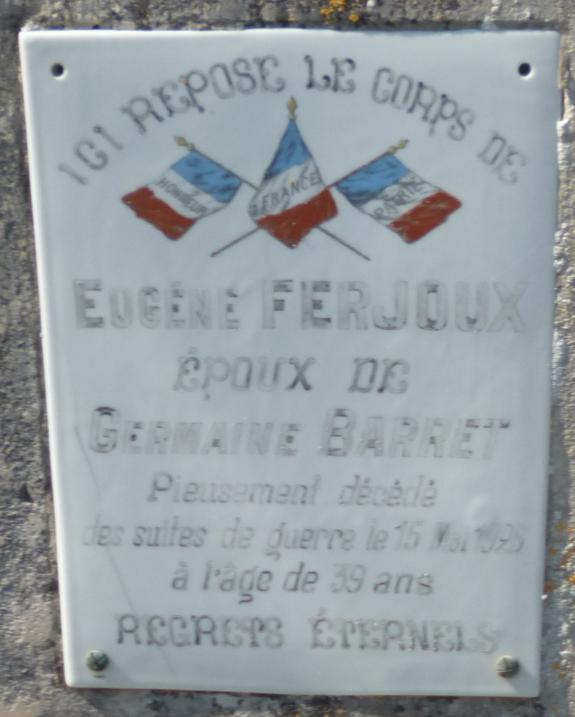 ICI REPOSE LE CORPS DE
HONNEUR
FRANCE
EUGÈNE FERJOUX
ÉPOUX DE
GERMAINE BARRET
Pieusement décédé
des suites de guerre le 15 Mai
à l'âge de 39 ans
REGRETS ÉTERNELS